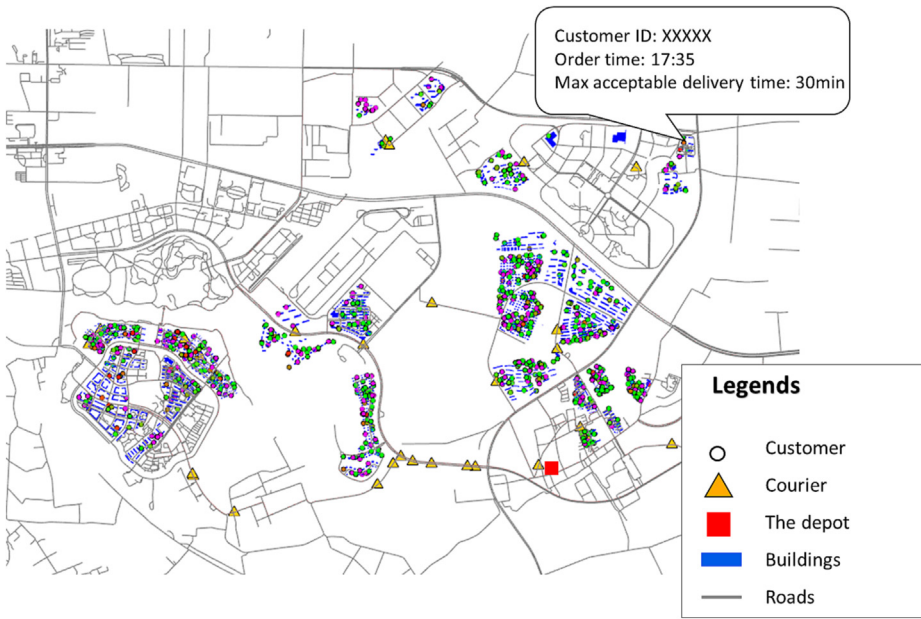 Customer ID: XXXXX
Order time: 17:35
Max acceptable delivery time: 30min
Legends
Customer
Courier
The depot
Buildings
Roads